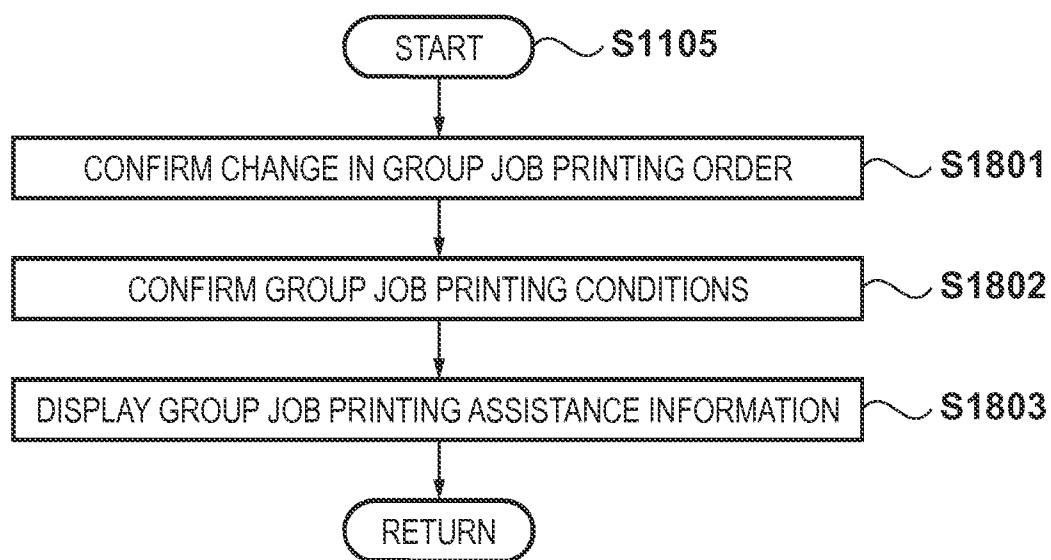 START S1105
CONFIRM CHANGE IN GROUP JOB PRINTING ORDER S1801
CONFIRM GROUP JOB PRINTING CONDITIONS S1802
DISPLAY GROUP JOB PRINTING ASSISTANCE INFORMATION S1803
RETURN